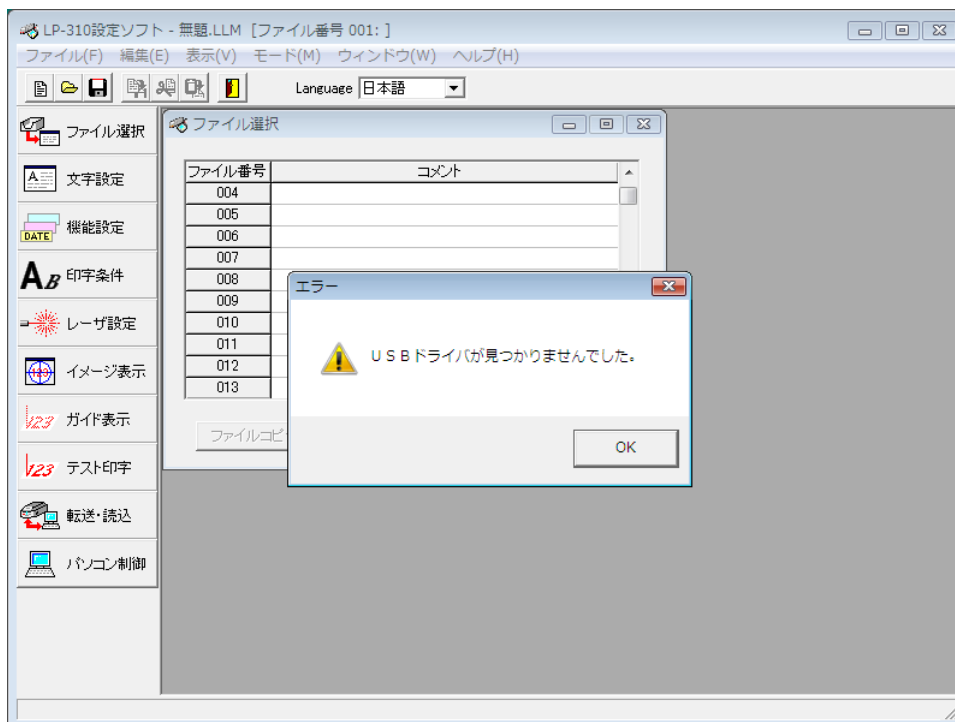 LP-310設定ソフト - 無題.LLM [ファイル番号 001: ]
ファイル(F) 編集(E) 表示(V) モード(M) ウィンドウ(W) ヘルプ(H)
Language 日本語
ファイル選択
文字設定
DATE 機能設定
印字条件
レーザ設定
イメージ表示
ガイド表示
テスト印字
転送・読込
パソコン制御
ファイル選択
ファイル番号 コメント
004
005
006
007
008
009
010
011
012
013
ファイルコピ
エラー
USBドライバが見つかりませんでした。
OK